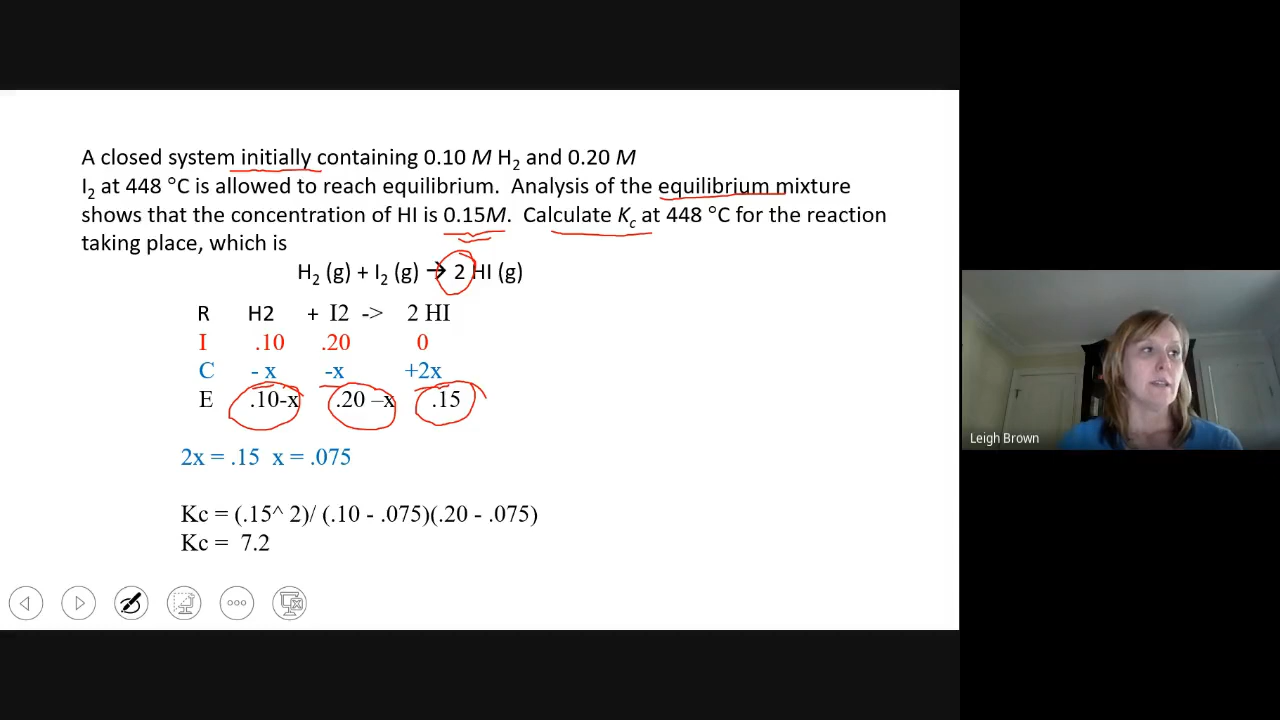 A closed system initially containing 0.10 M H₂ and 0.20 M
I₂ at 448 °C is allowed to reach equilibrium. Analysis of the equilibrium mixture
shows that the concentration of HI is 0.15M. Calculate Kc at 448 °C for the reaction
taking place, which is
H₂ (g) + I₂ (g) → 2 HI (g)
R H2 + I2 -> 2 HI
I .10 .20 0
C - x -x +2x
E .10-x .20 –x .15
2x = .15 x = .075
Kc = (.15^ 2)/ (.10 - .075)(.20 - .075)
Kc = 7.2
Leigh Brown